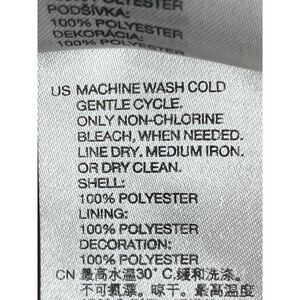 PODŠÍVKA:
100% POLYESTER
DEKORÁCIA:
100% POLYESTER
US MACHINE WASH COLD
GENTLE CYCLE.
ONLY NON-CHLORINE
BLEACH, WHEN NEEDED.
LINE DRY. MEDIUM IRON.
OR DRY CLEAN.
SHELL:
100% POLYESTER
LINING:
100% POLYESTER
DECORATION:
100% POLYESTER
CN 最高水温30°C,缓和洗涤。
不可氯漂。晾干。最高温度